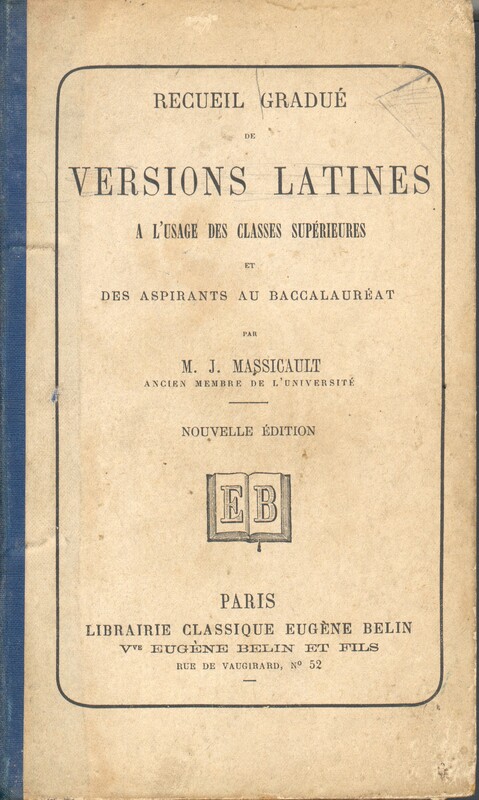 RECUEIL GRADUÉ
DE
VERSIONS LATINES
A L'USAGE DES CLASSES SUPÉRIEURES
ET
DES ASPIRANTS AU BACCALAURÉAT
PAR
M. J. MASSICAULT
ANCIEN MEMBRE DE L'UNIVERSITÉ
NOUVELLE ÉDITION
EB
PARIS
LIBRAIRIE CLASSIQUE EUGÈNE BELIN
Vve EUGÈNE BELIN ET FILS
RUE DE VAUGIRARD, Nº 52